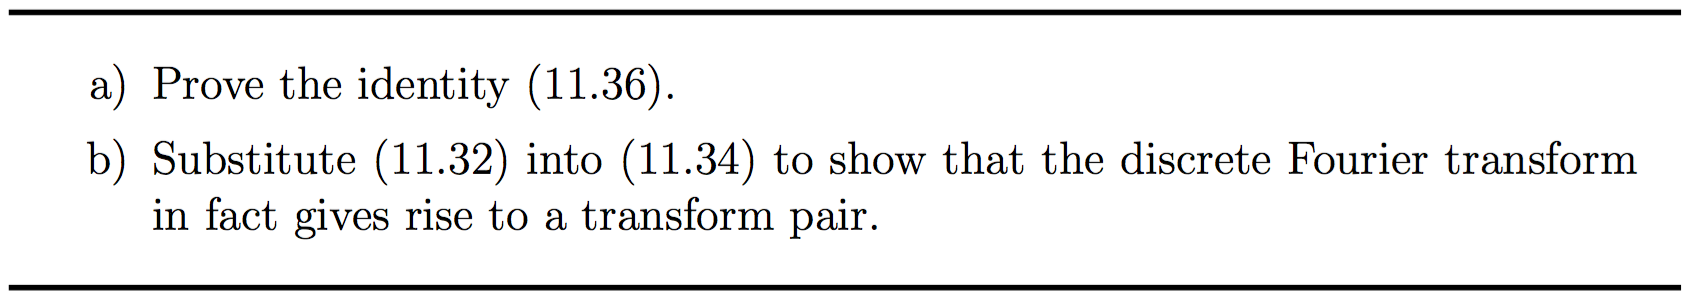 a) Prove the identity (11.36).
b) Substitute (11.32) into (11.34) to show that the discrete Fourier transform
in fact gives rise to a transform pair.